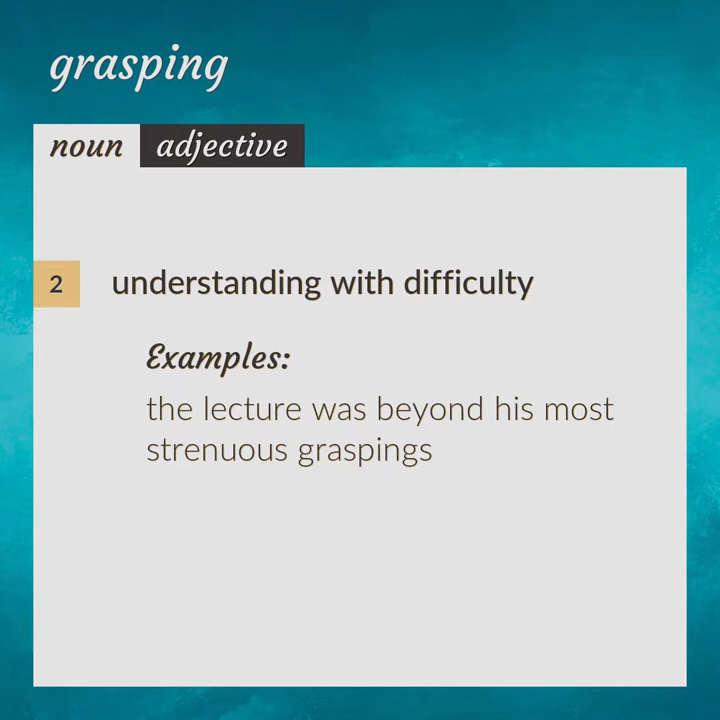 grasping
noun adjective
2 understanding with difficulty
Examples:
the lecture was beyond his most
strenuous graspings